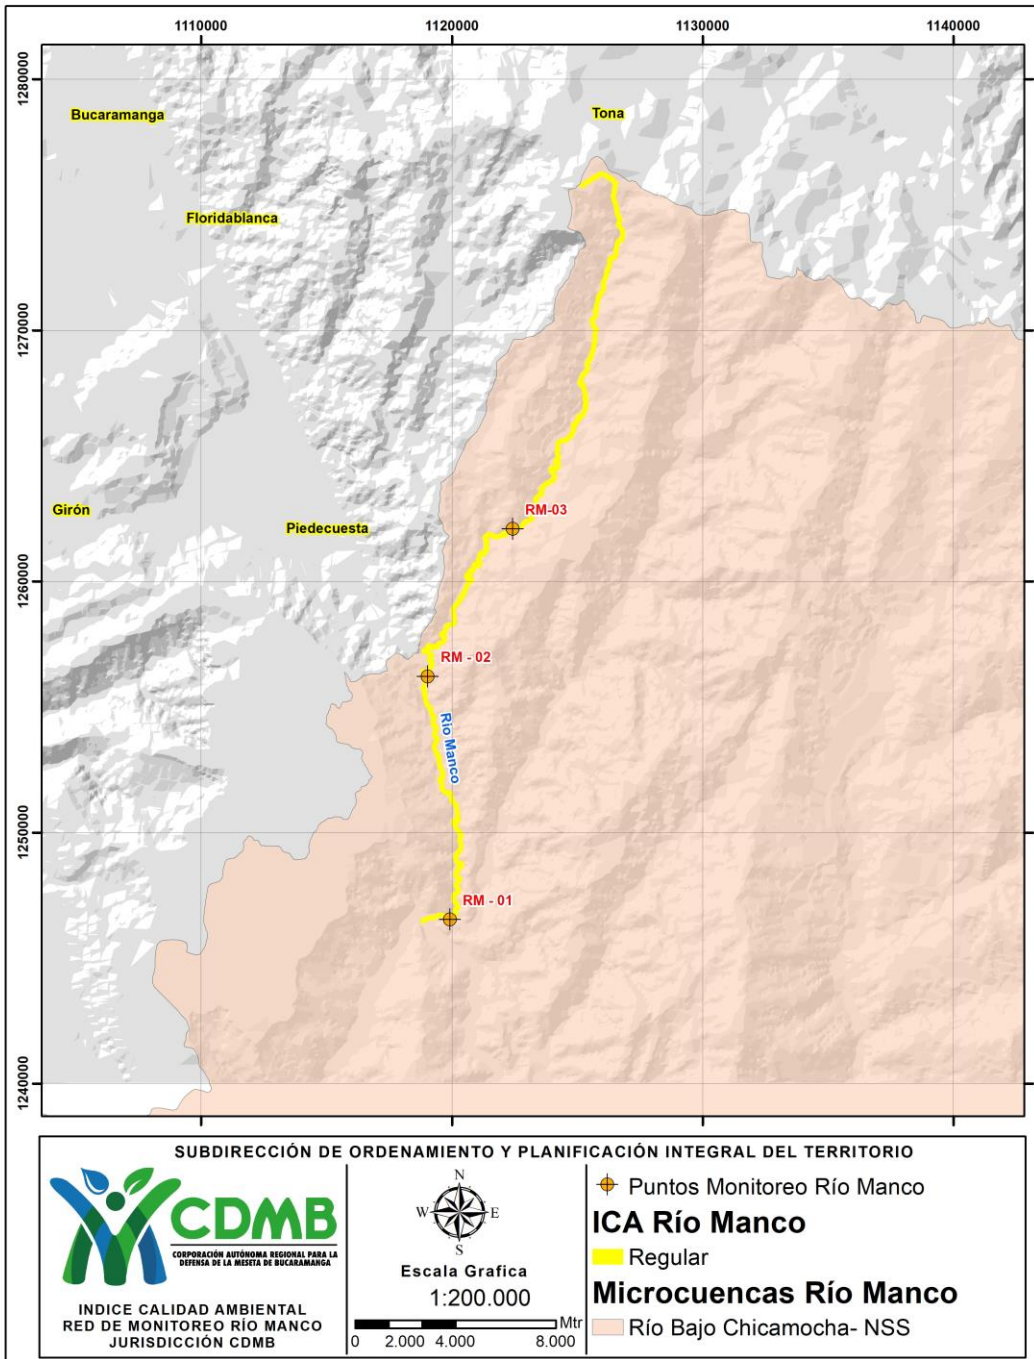 1110000 1120000 1130000 1140000
1280000
Bucaramanga
Tona
Floridablanca
1270000
Girón
RM-03
Piedecuesta
1260000
RM - 02
Río Manco
1250000
RM - 01
1240000
SUBDIRECCIÓN DE ORDENAMIENTO Y PLANIFICACIÓN INTEGRAL DEL TERRITORIO
CDMB
CORPORACIÓN AUTÓNOMA REGIONAL PARA LA
DEFENSA DE LA MESETA DE BUCARAMANGA
INDICE CALIDAD AMBIENTAL
RED DE MONITOREO RÍO MANCO
JURISDICCIÓN CDMB
N
W E
S
Escala Grafica
1:200.000
Mtr
0 2.000 4.000 8.000
Puntos Monitoreo Río Manco
ICA Río Manco
Regular
Microcuencas Río Manco
Río Bajo Chicamocha- NSS